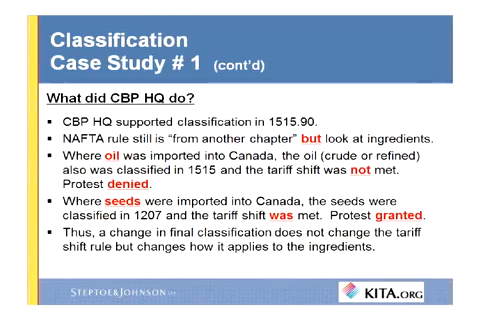 Classification
Case Study # 1 (cont'd)
What did CBP HQ do?
▪ CBP HQ supported classification in 1515.90.
▪ NAFTA rule still is “from another chapter” but look at ingredients.
▪ Where oil was imported into Canada, the oil (crude or refined)
also was classified in 1515 and the tariff shift was not met.
Protest denied.
▪ Where seeds were imported into Canada, the seeds were
classified in 1207 and the tariff shift was met. Protest granted.
▪ Thus, a change in final classification does not change the tariff
shift rule but changes how it applies to the ingredients.
STEPTOE&JOHNSON LLP
KITA.ORG